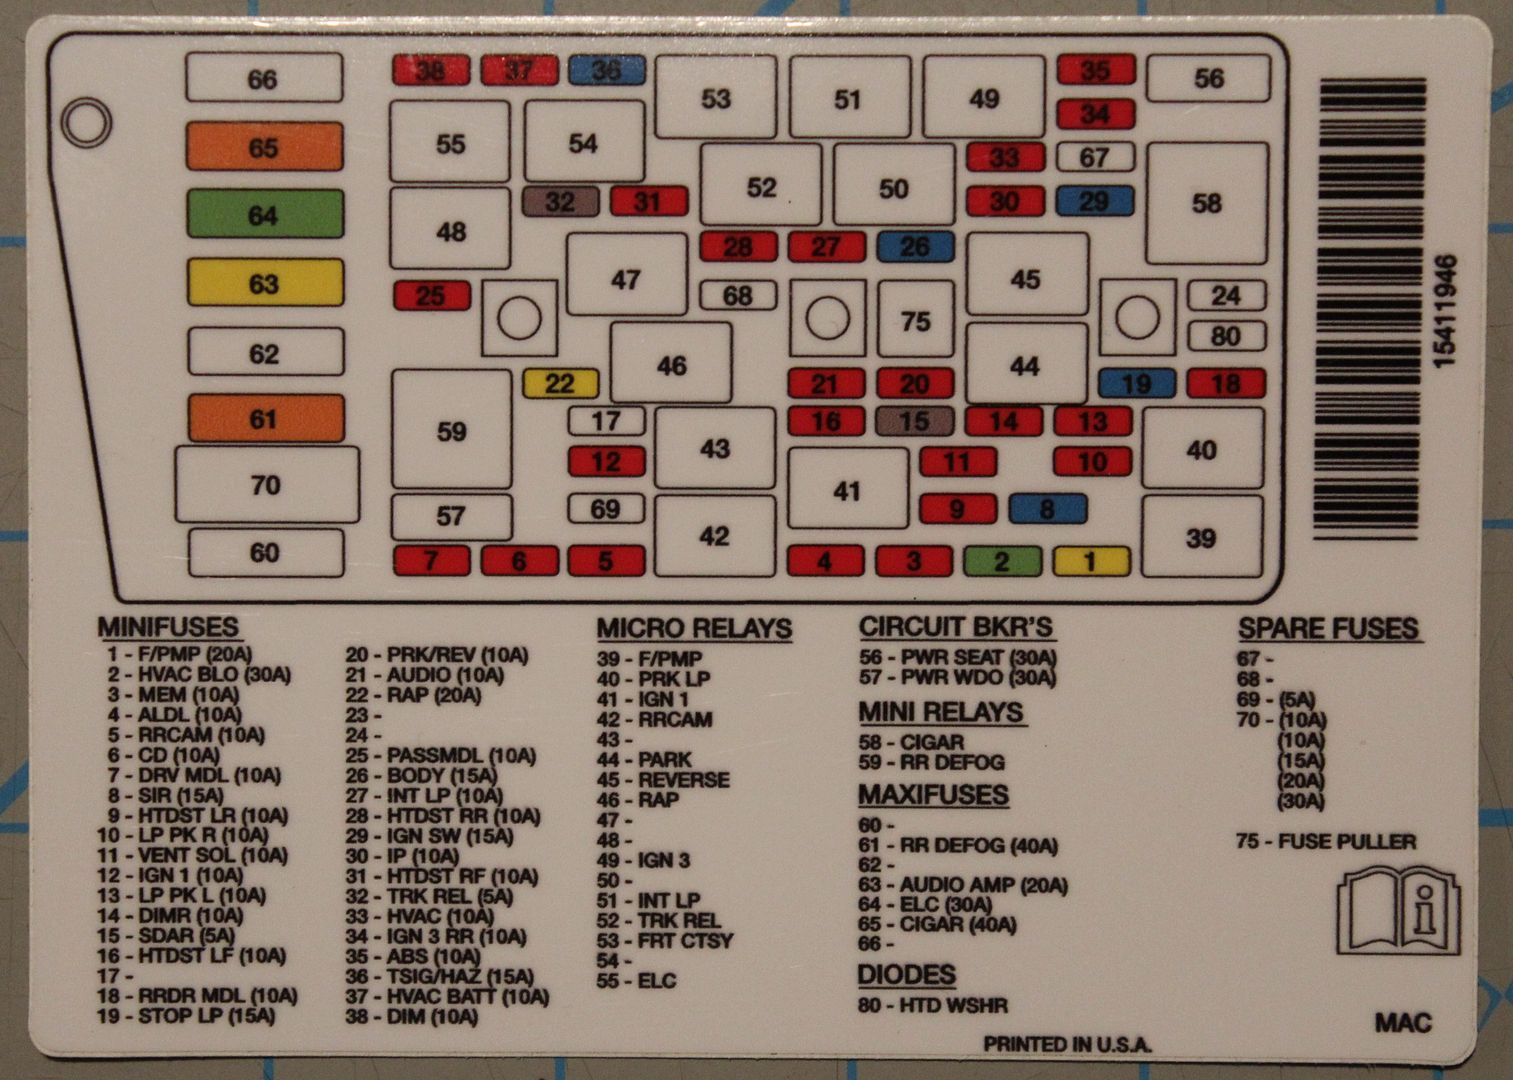 66
38
37
36
53
51
49
35
56
34
65
55
54
52
50
33
67
64
32
31
30
29
58
48
63
28
27
26
47
45
25
68
75
24
80
62
46
44
22
21
20
19
18
61
59
17
43
16
15
14
13
40
12
11
10
70
41
57
69
42
9
8
39
60
7
6
5
4
3
2
1
15411946
MINIFUSES
1 - F/PMP (20A)
2 - HVAC BLO (30A)
3 - MEM (10A)
4 - ALDL (10A)
5 - RRCAM (10A)
6 - CD (10A)
7 - DRV MDL (10A)
8 - SIR (15A)
9 - HTDST LR (10A)
10 - LP PK R (10A)
11 - VENT SOL (10A)
12 - IGN 1 (10A)
13 - LP PK L (10A)
14 - DIMR (10A)
15 - SDAR (5A)
16 - HTDST LF (10A)
17 -
18 - RRDR MDL (10A)
19 - STOP LP (15A)
20 - PRK/REV (10A)
21 - AUDIO (10A)
22 - RAP (20A)
23 -
24 -
25 - PASSMDL (10A)
26 - BODY (15A)
27 - INT LP (10A)
28 - HTDST RR (10A)
29 - IGN SW (15A)
30 - IP (10A)
31 - HTDST RF (10A)
32 - TRK REL (5A)
33 - HVAC (10A)
34 - IGN 3 RR (10A)
35 - ABS (10A)
36 - TSIG/HAZ (15A)
37 - HVAC BATT (10A)
38 - DIM (10A)
MICRO RELAYS
39 - F/PMP
40 - PRK LP
41 - IGN 1
42 - RRCAM
43 -
44 - PARK
45 - REVERSE
46 - RAP
47 -
48 -
49 - IGN 3
50 -
51 - INT LP
52 - TRK REL
53 - FRT CTSY
54 -
55 - ELC
CIRCUIT BKR'S
56 - PWR SEAT (30A)
57 - PWR WDO (30A)
MINI RELAYS
58 - CIGAR
59 - RR DEFOG
MAXIFUSES
60 -
61 - RR DEFOG (40A)
62 -
63 - AUDIO AMP (20A)
64 - ELC (30A)
65 - CIGAR (40A)
66 -
DIODES
80 - HTD WSHR
SPARE FUSES
67 -
68 -
69 - (5A)
70 - (10A)
(10A)
(15A)
(20A)
(30A)
75 - FUSE PULLER
i
MAC
PRINTED IN U.S.A.